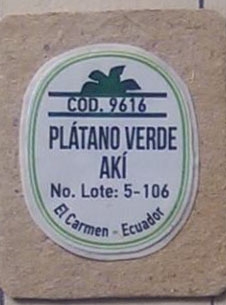 COD. 9616
PLÁTANO VERDE
AKÍ
No. Lote: 5-106
El Carmen - Ecuador